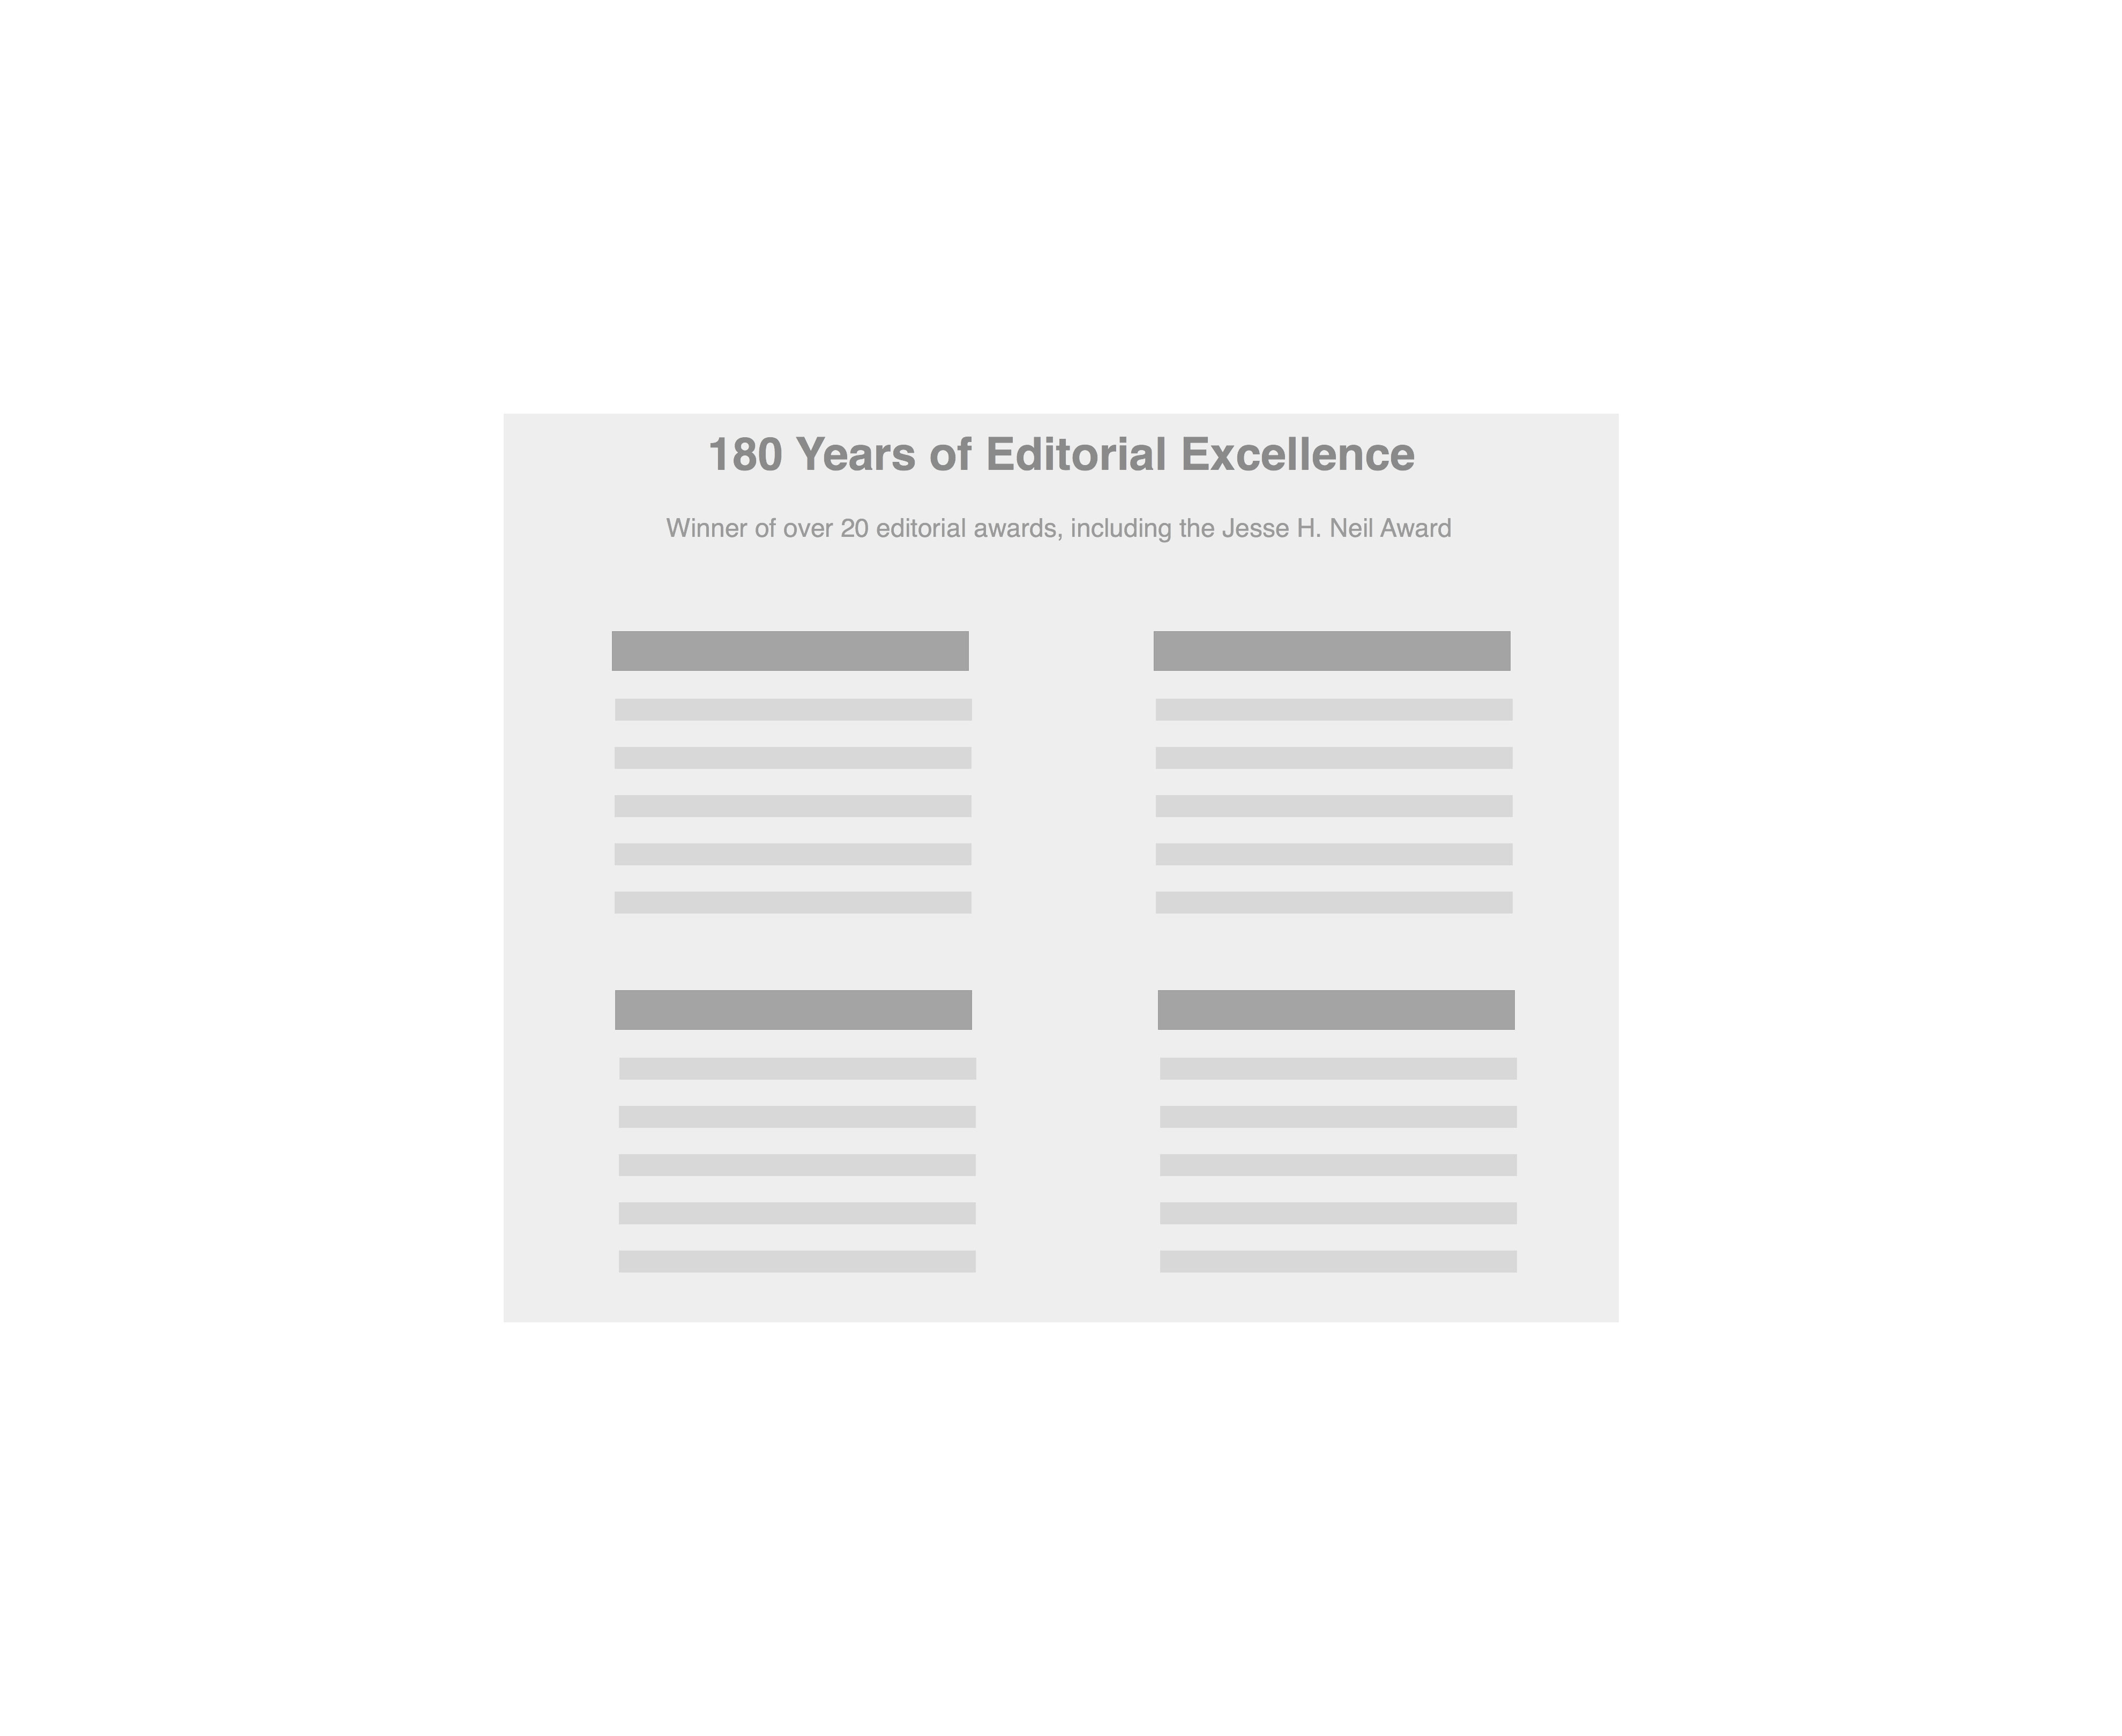 180 Years of Editorial Excellence
Winner of over 20 editorial awards, including the Jesse H. Neil Award